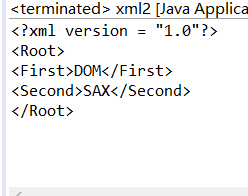 <terminated> xml2 [Java Applica
<?xml version = "1.0"?>
<Root>
<First>DOM</First>
<Second>SAX</Second>
</Root>